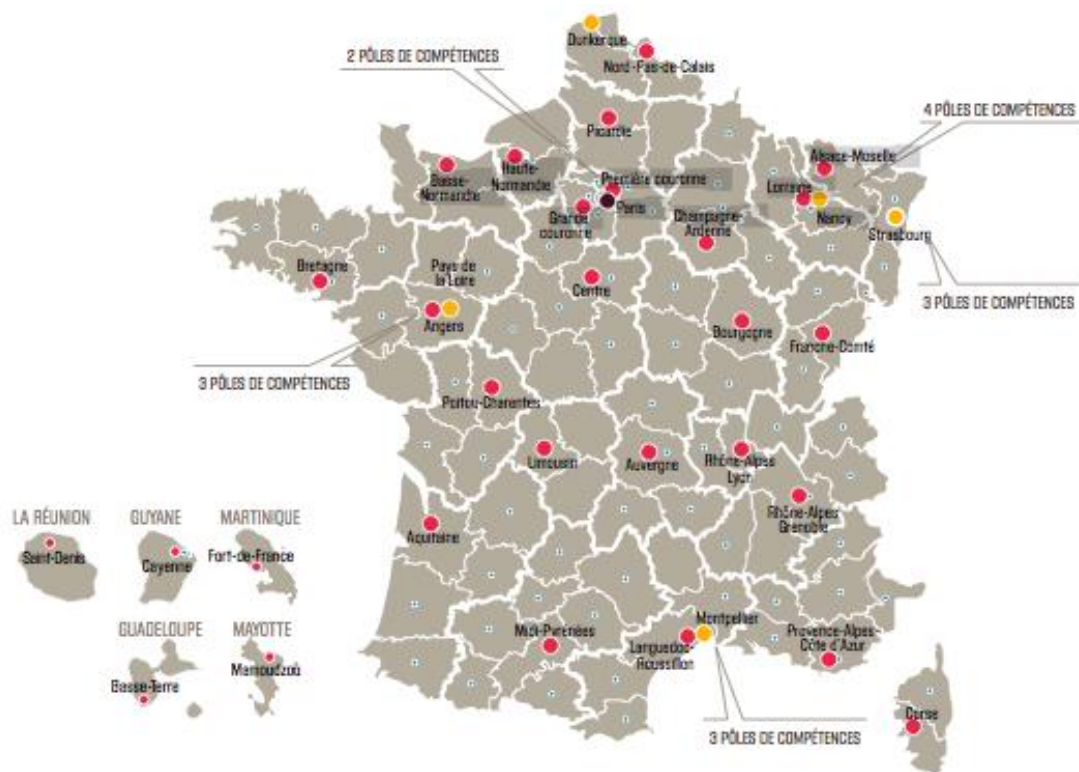 Dunkerque
2 PÔLES DE COMPÉTENCES
Nord-Pas-de-Calais
4 PÔLES DE COMPÉTENCES
Picardie
Alsace-Moselle
Haute-
Normandie
Basse-
Normandie
Première couronne
Lorraine
Paris
Grande
couronne
Champagne-
Ardenne
Nancy
Strasbourg
Pays de
la Loire
Bretagne
Centre
3 PÔLES DE COMPÉTENCES
Angers
Bourgogne
Franche-Comté
3 PÔLES DE COMPÉTENCES
Poitou-Charentes
Limousin
Auvergne
Rhône-Alpes
Lyon
Rhône-Alpes
Grenoble
LA RÉUNION
GUYANE
MARTINIQUE
Aquitaine
Saint-Denis
Cayenne
Fort-de-France
Montpellier
GUADELOUPE
MAYOTTE
Midi-Pyrénées
Languedoc-
Roussillon
Provence-Alpes-
Côte d'Azur
Mamoudzou
Basse-Terre
Corse
3 PÔLES DE COMPÉTENCES